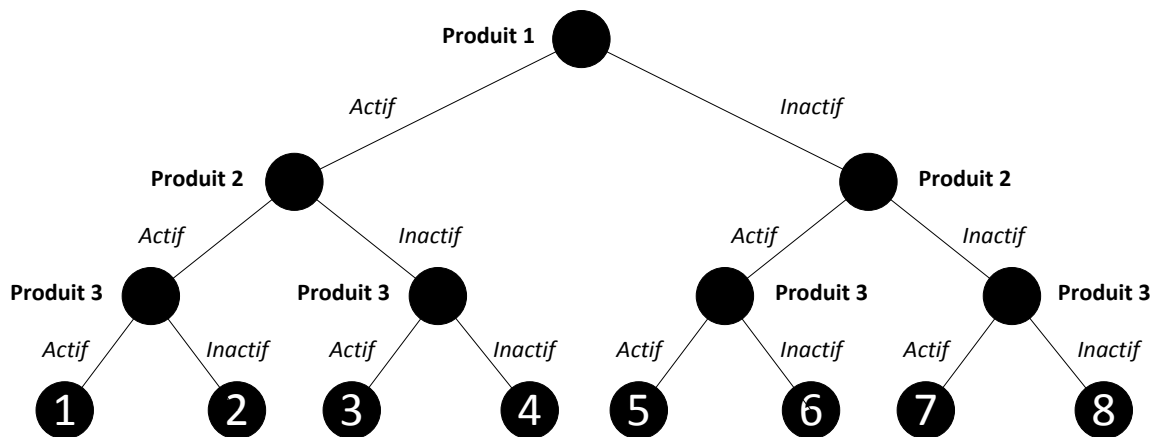 Produit 1
Actif
Inactif
Produit 2
Produit 2
Actif
Inactif
Actif
Inactif
Produit 3
Produit 3
Produit 3
Produit 3
Actif
Inactif
Actif
Inactif
Actif
Inactif
Actif
Inactif
1
2
3
4
5
6
7
8